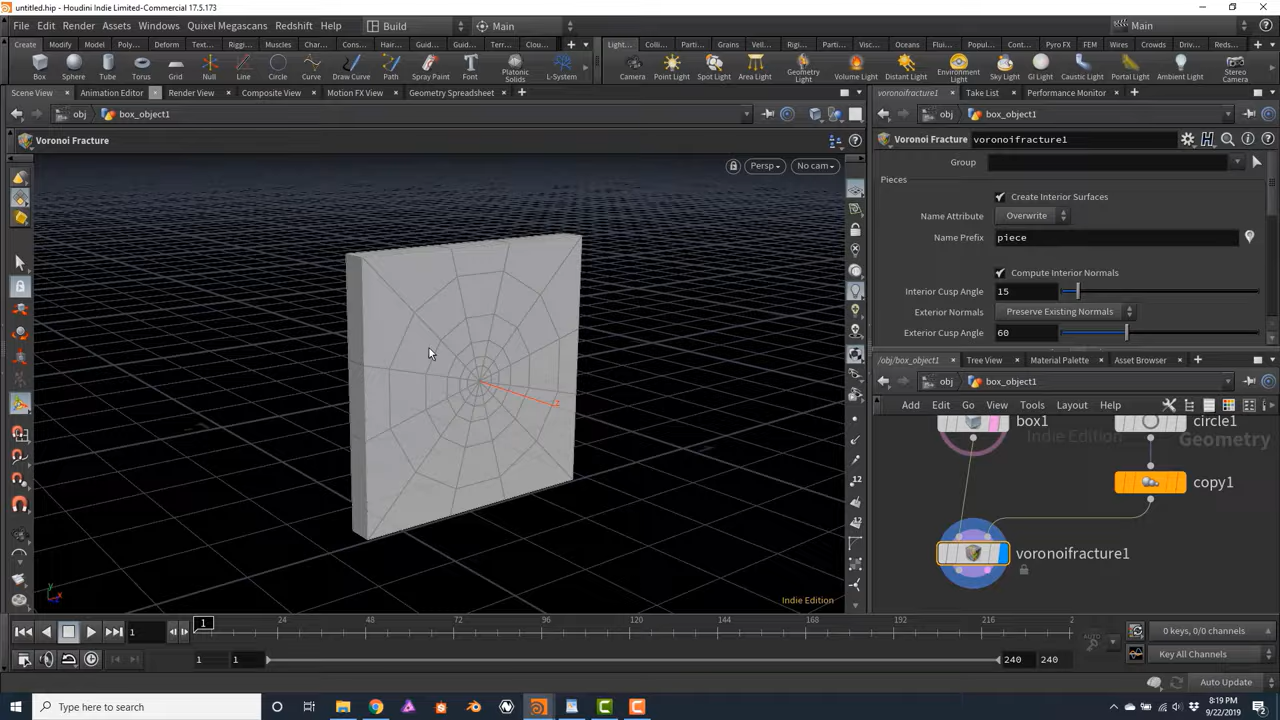 untitled.hip - Houdini Indie Limited-Commercial 17.5.173
File Edit Render Assets Windows Quixel Megascans Redshift Help Build Main Main
Create Modify Model Poly... Deform Text... Riggi... Muscles Char... Cons... Hair... Guid... Guid... Terr... Clou... Light... Colli... Parti... Grains Vell... Rigi... Parti... Visc... Oceans Flui... Popul... Cont... Pyro FX FEM Wires Crowds Driv... Reds...
Box Sphere Tube Torus Grid Null Line Circle Curve Draw Curve Path Spray Paint Font Platonic Solids L-System Camera Point Light Spot Light Area Light Geometry Light Volume Light Distant Light Environment Light Sky Light GI Light Caustic Light Portal Light Ambient Light Stereo Camera
Scene View Animation Editor Render View Composite View Motion FX View Geometry Spreadsheet voronoifracture1 Take List Performance Monitor
obj box_object1 obj box_object1
Voronoi Fracture Voronoi Fracture voronoifracture1
Persp No cam
Group
Pieces
Create Interior Surfaces
Name Attribute Overwrite
Name Prefix piece
Compute Interior Normals
Interior Cusp Angle 15
Exterior Normals Preserve Existing Normals
Exterior Cusp Angle 60
/obj/box_object1 Tree View Material Palette Asset Browser
obj box_object1
Add Edit Go View Tools Layout Help
Indie Edition Geometry
box1 circle1
copy1
voronoifracture1
12
12
z
y
x
Indie Edition
1 1 24 48 72 96 120 144 168 192 216 2
0 keys, 0/0 channels
1 1 240 240 Key All Channels
Auto Update
Type here to search
8:19 PM
9/22/2019